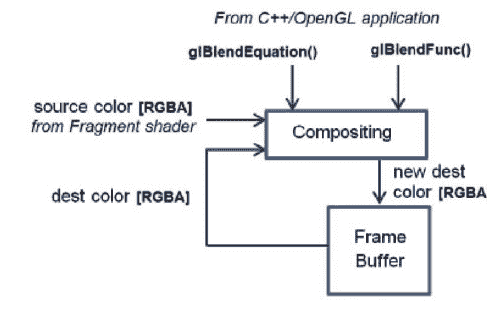 From C++/OpenGL application
glBlendEquation()
glBlendFunc()
source color [RGBA]
from Fragment shader
Compositing
dest color [RGBA]
new dest
color [RGBA
Frame
Buffer